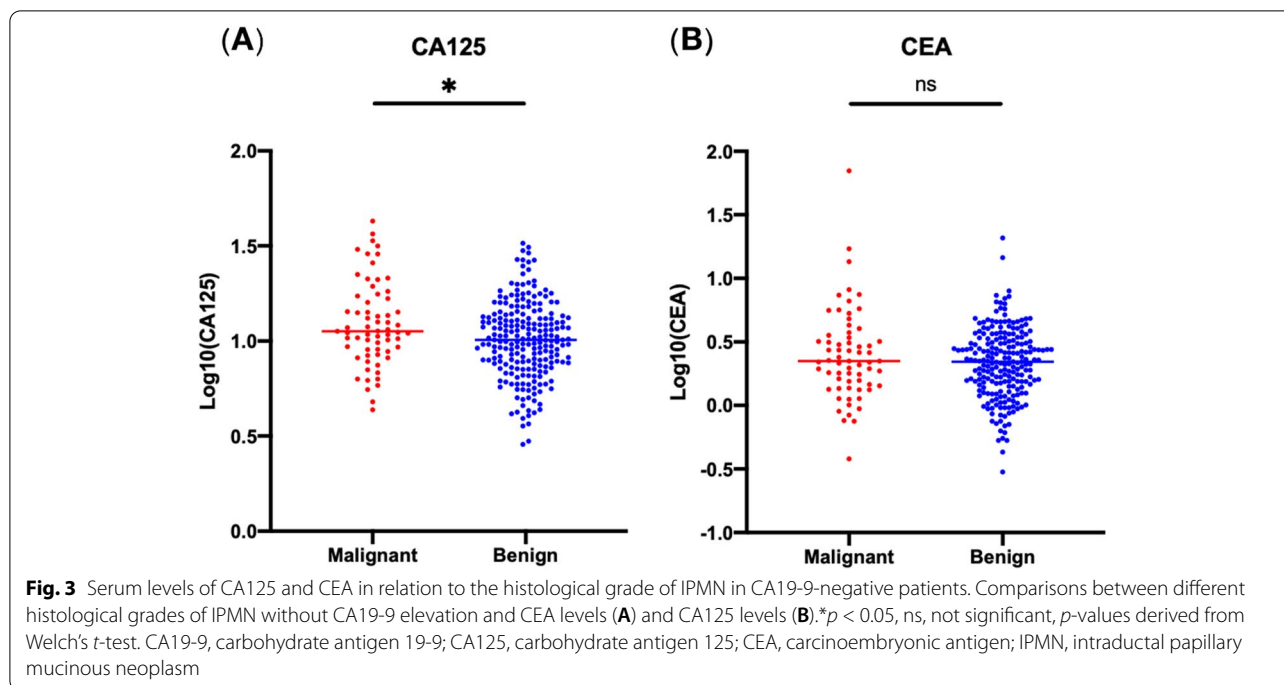 (A)
CA125
*
Log10(CA125)
2.0
1.5
1.0
0.5
0.0
Malignant
Benign
(B)
CEA
ns
Log10(CEA)
2.0
1.5
1.0
0.5
0.0
-0.5
-1.0
Malignant
Benign
Fig. 3 Serum levels of CA125 and CEA in relation to the histological grade of IPMN in CA19-9-negative patients. Comparisons between different
histological grades of IPMN without CA19-9 elevation and CEA levels (A) and CA125 levels (B).*p < 0.05, ns, not significant, p-values derived from
Welch's t-test. CA19-9, carbohydrate antigen 19-9; CA125, carbohydrate antigen 125; CEA, carcinoembryonic antigen; IPMN, intraductal papillary
mucinous neoplasm